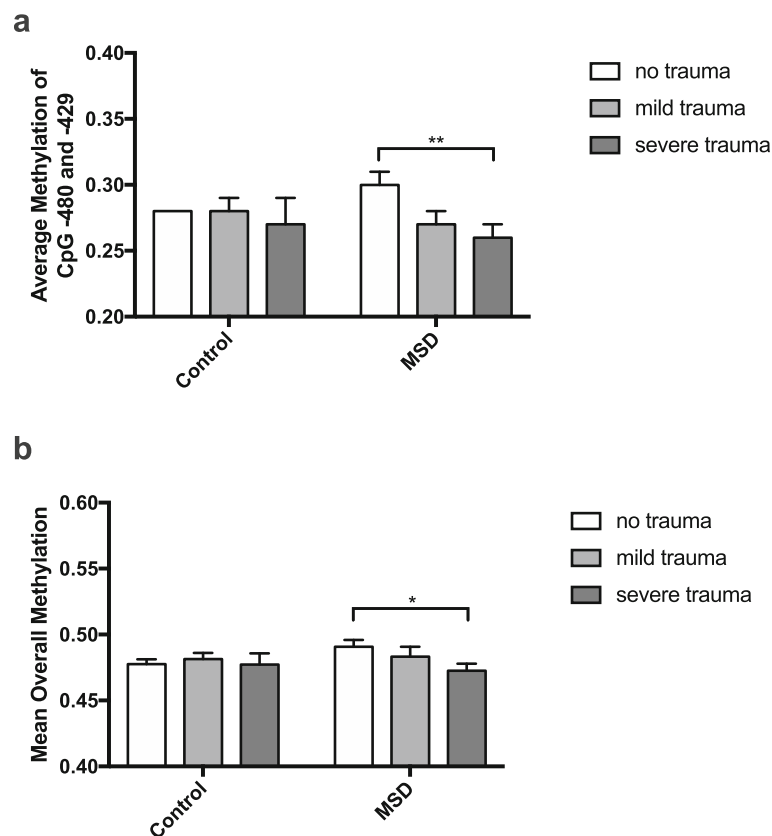 a
Average Methylation of
CpG -480 and -429
0.40
0.35
0.30
0.25
0.20
**
Control
MSD
no trauma
mild trauma
severe trauma
b
Mean Overall Methylation
0.60
0.55
0.50
0.45
0.40
*
Control
MSD
no trauma
mild trauma
severe trauma